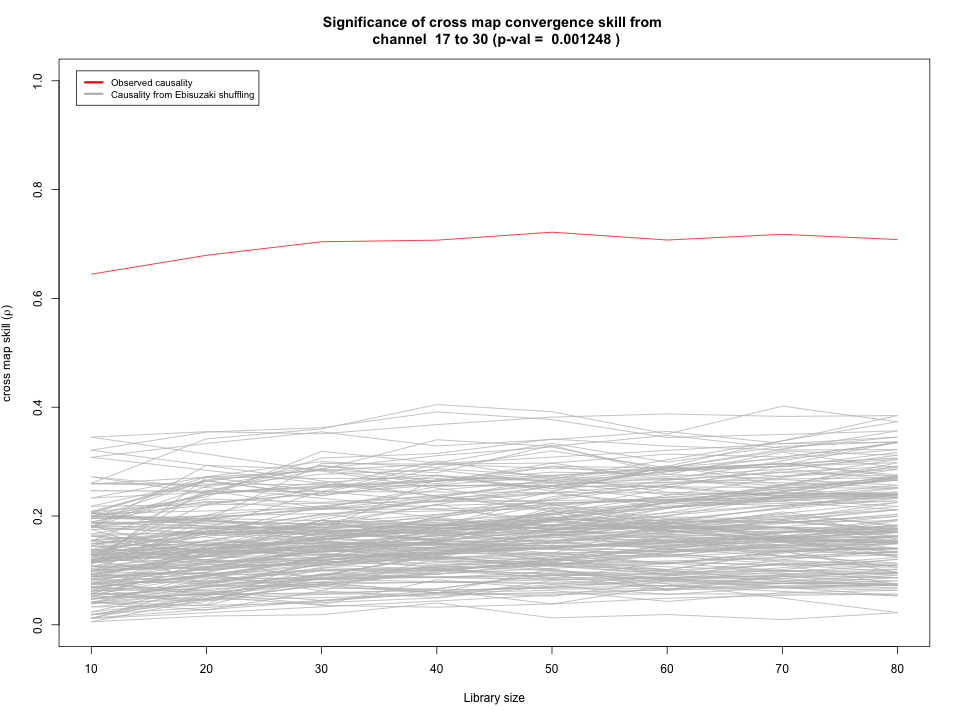 Significance of cross map convergence skill from
channel  17 to 30 (p-val =  0.001248 )
Observed causality
Causality from Ebisuzaki shuffling
cross map skill (ρ)
1.0
0.8
0.6
0.4
0.2
0.0
10 20 30 40 50 60 70 80
Library size